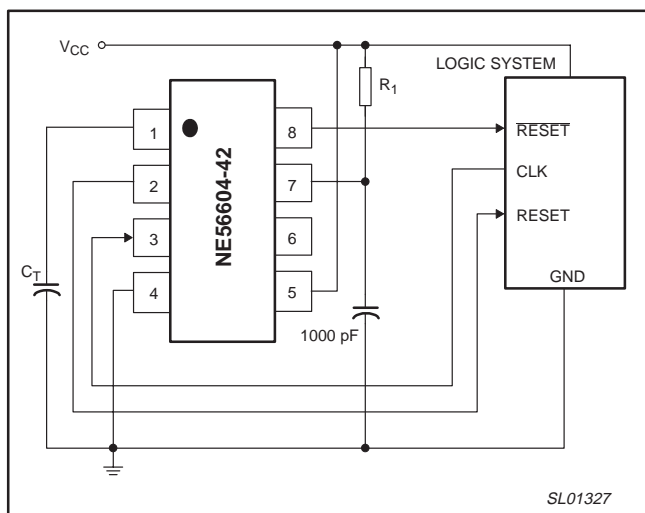 VCC
LOGIC SYSTEM
R1
NE56604-42
1
2
3
4
8
7
6
5
RESET
CLK
RESET
GND
CT
1000 pF
SL01327